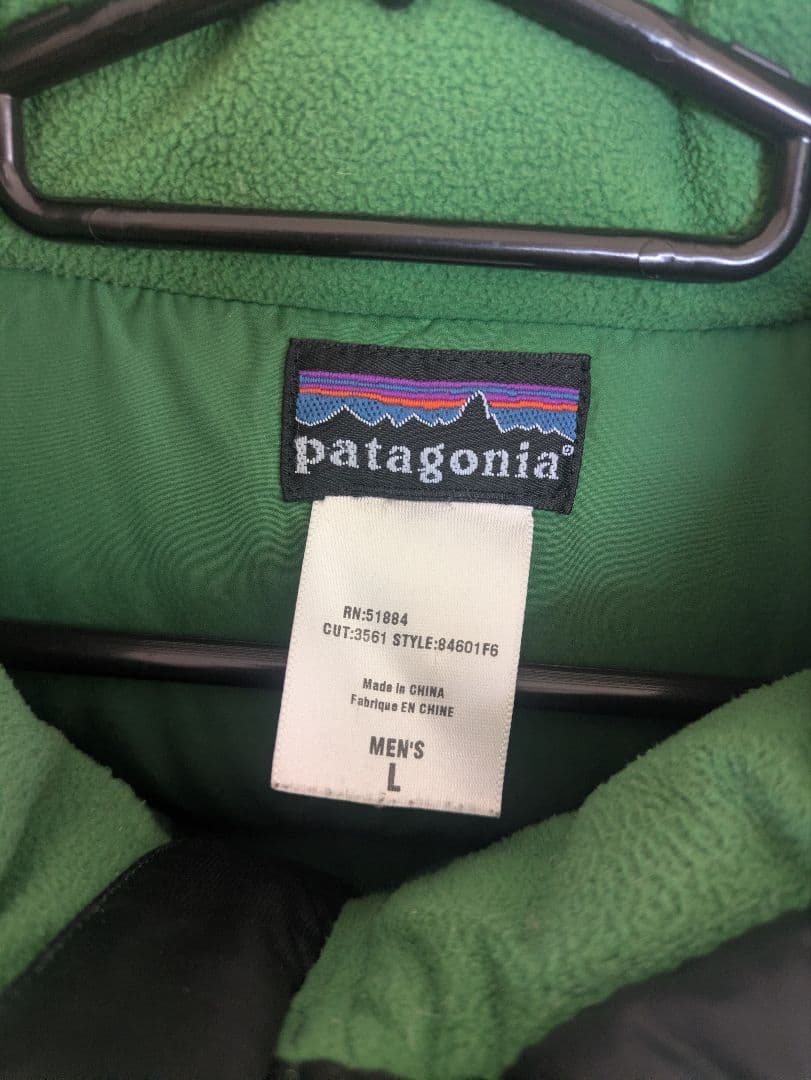 patagonia®
RN:51884
CUT:3561 STYLE:84601F6
Made in CHINA
Fabrique EN CHINE
MEN'S
L